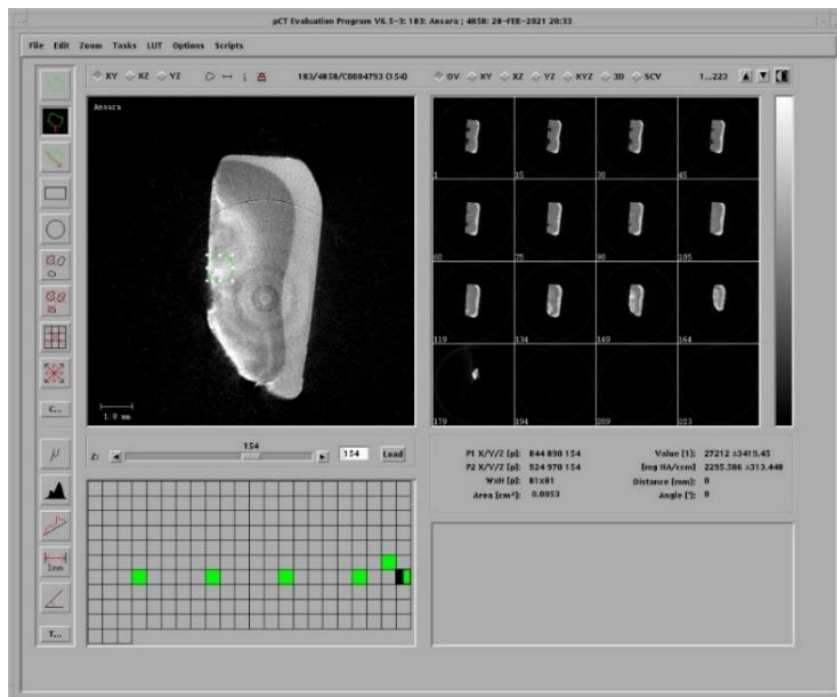 µCT Evaluation Program V6.5-3: 183: Ansara ; 4858: 28-FEB-2021 20:33
File Edit Zoom Tasks LUT Options Scripts
XY XZ YZ 183/4858/C0004793 (154)
OV XY XZ YZ XYZ 3D SCV 1...223
Ansara
1 15 30 45
60 75 90 105
119 134 149 164
179 194 209 223
1.0 mm
C...
µ
1mm
T...
Z: 154 154 Load
P1 X/Y/Z [p]: 844 890 154 Value [1]: 27212 ±3419.45
P2 X/Y/Z [p]: 924 970 154 [mg HA/ccm] 2295.586 ±313.448
WxH [p]: 81x81 Distance [mm]: 0
Area [cm²]: 0.0053 Angle [°]: 0